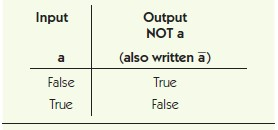 Input Output
NOT a
a (also written a̅)
False True
True False